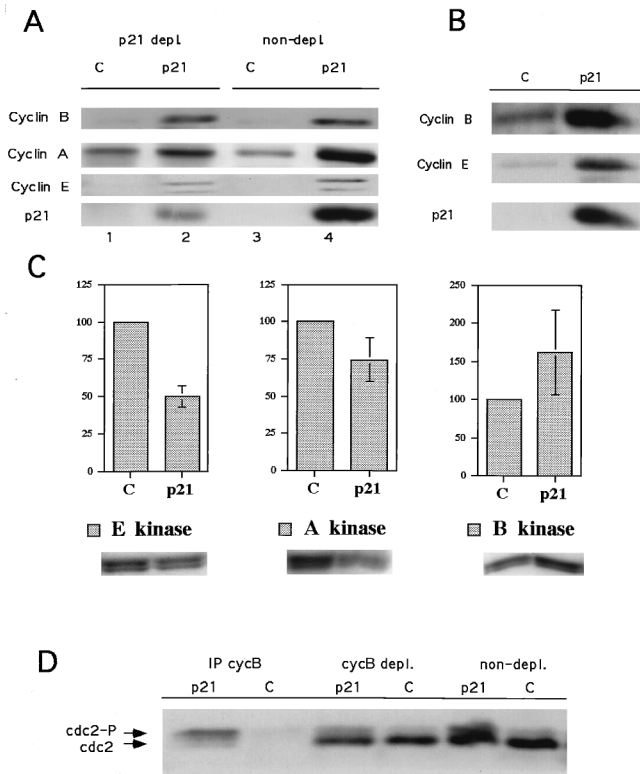 A
p21 depl.
non-depl.
C
p21
C
p21
Cyclin B
Cyclin A
Cyclin E
p21
1
2
3
4
B
C
p21
Cyclin B
Cyclin E
p21
C
125
100
75
50
25
0
C
p21
E kinase
125
100
75
50
25
0
C
p21
A kinase
250
200
150
100
50
0
C
p21
B kinase
D
IP cycB
cycB depl.
non-depl.
p21
C
p21
C
p21
C
cdc2-P
cdc2